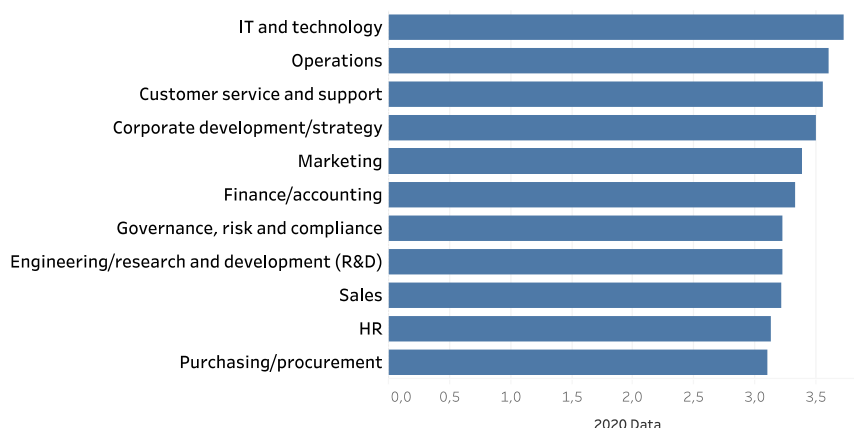 IT and technology
Operations
Customer service and support
Corporate development/strategy
Marketing
Finance/accounting
Governance, risk and compliance
Engineering/research and development (R&D)
Sales
HR
Purchasing/procurement
0,0 0,5 1,0 1,5 2,0 2,5 3,0 3,5
2020 Data